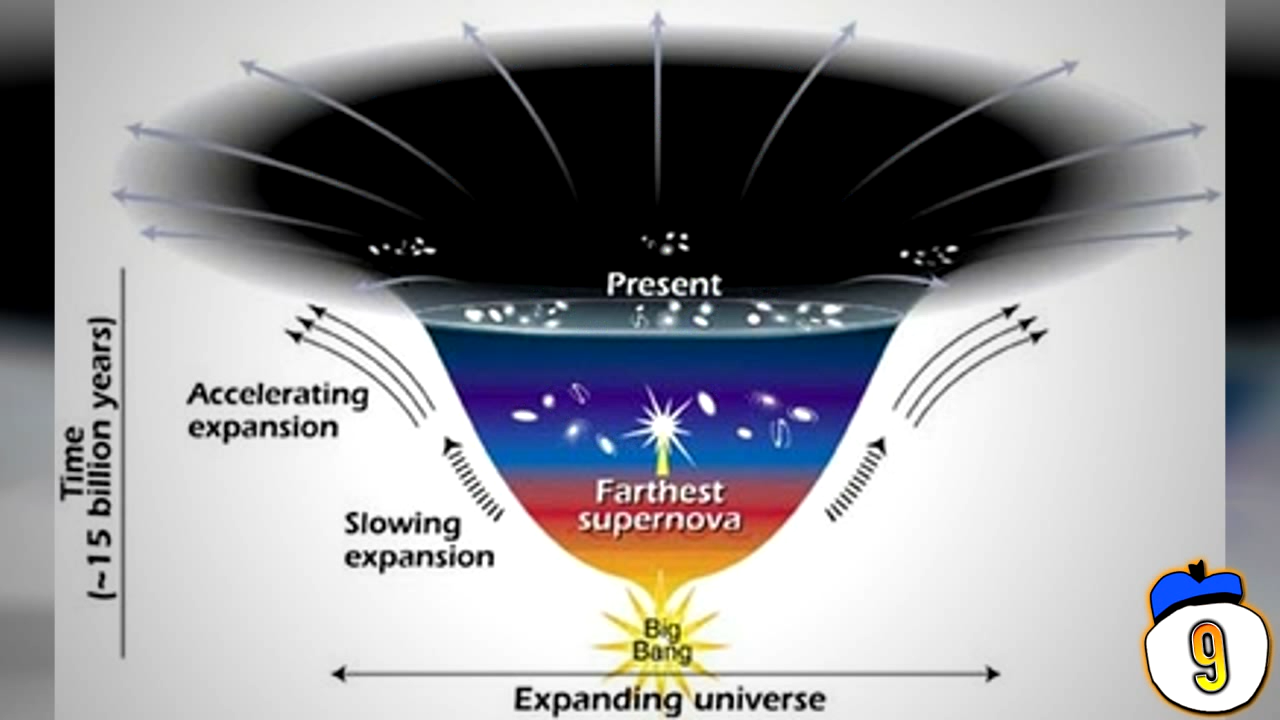 Present
Accelerating
expansion
Time
(~15 billion years)
Farthest
supernova
Slowing
expansion
Big
Bang
Expanding universe
9